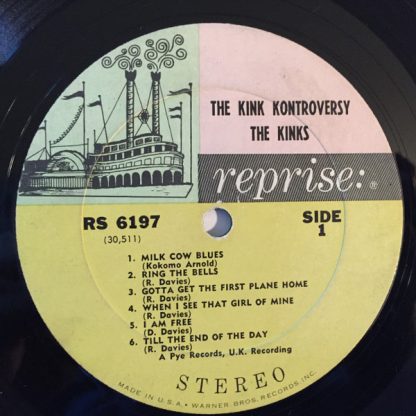 THE KINK KONTROVERSY
THE KINKS
reprise:®
RS 6197
(30,511)
SIDE
1
1. MILK COW BLUES
(Kokomo Arnold)
2. RING THE BELLS
(R. Davies)
3. GOTTA GET THE FIRST PLANE HOME
(R. Davies)
4. WHEN I SEE THAT GIRL OF MINE
(R. Davies)
5. I AM FREE
(D. Davies)
6. TILL THE END OF THE DAY
(R. Davies)
A Pye Records, U.K. Recording
STEREO
MADE IN U.S.A. • WARNER BROS. RECORDS, INC.